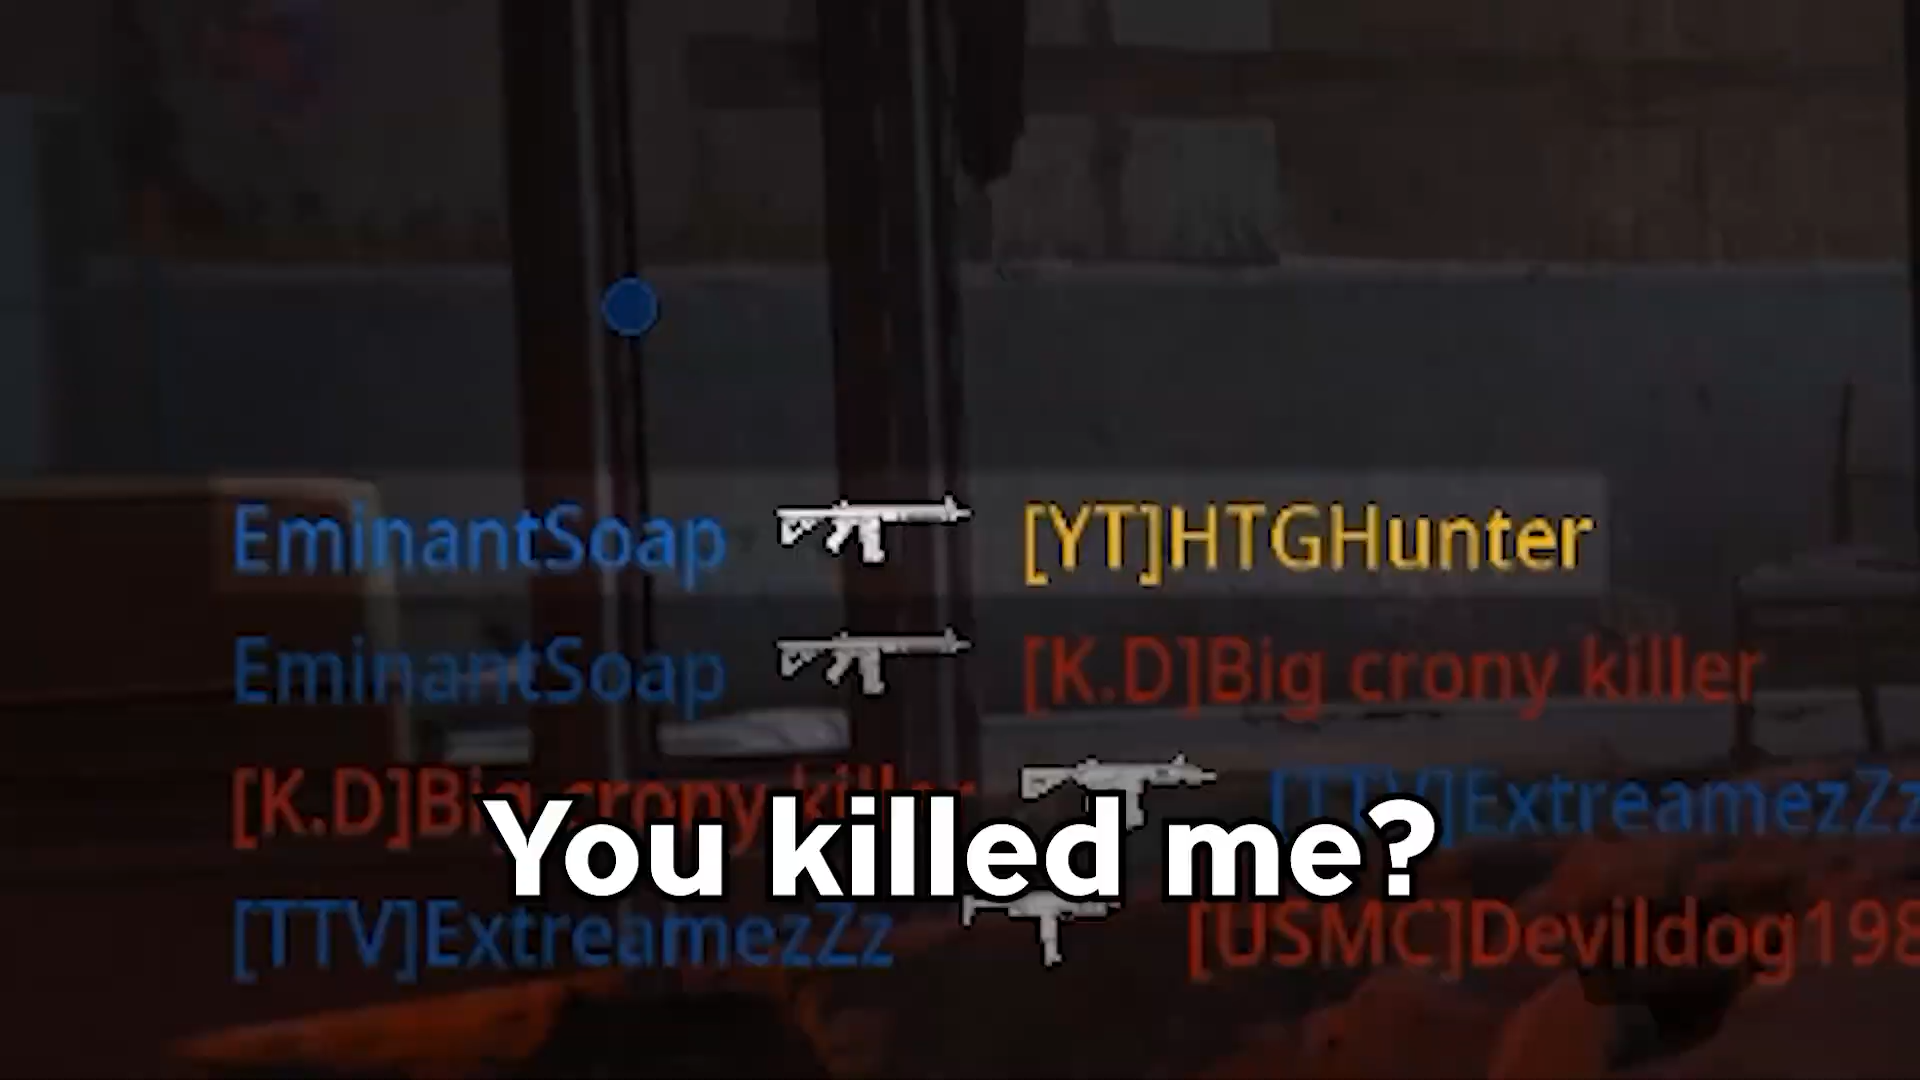 EminantSoap [YT]HTGHunter
EminantSoap [K.D]Big crony killer
[K.D]Big crony killer [TTV]ExtreamezZz
You killed me?
[TTV]ExtreamezZz [USMC]Devildog198